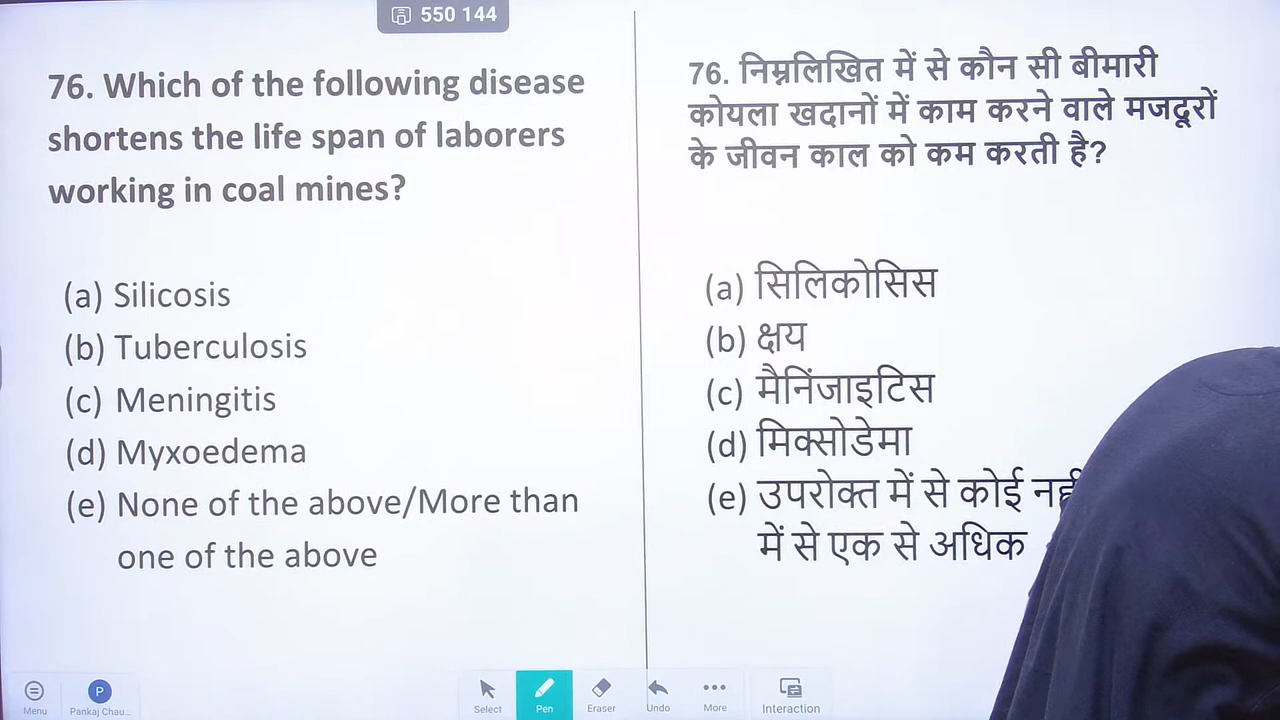 550 144
76. Which of the following disease
shortens the life span of laborers
working in coal mines?
(a) Silicosis
(b) Tuberculosis
(c) Meningitis
(d) Myxoedema
(e) None of the above/More than
one of the above
76. निम्नलिखित में से कौन सी बीमारी
कोयला खदानों में काम करने वाले मजदूरों
के जीवन काल को कम करती है?
(a) सिलिकोसिस
(b) क्षय
(c) मैनिंजाइटिस
(d) मिक्सोडेमा
(e) उपरोक्त में से कोई
में से एक से अधिक
Menu
P
Pankaj Chau...
Select
Pen
Eraser
Undo
More
Interaction